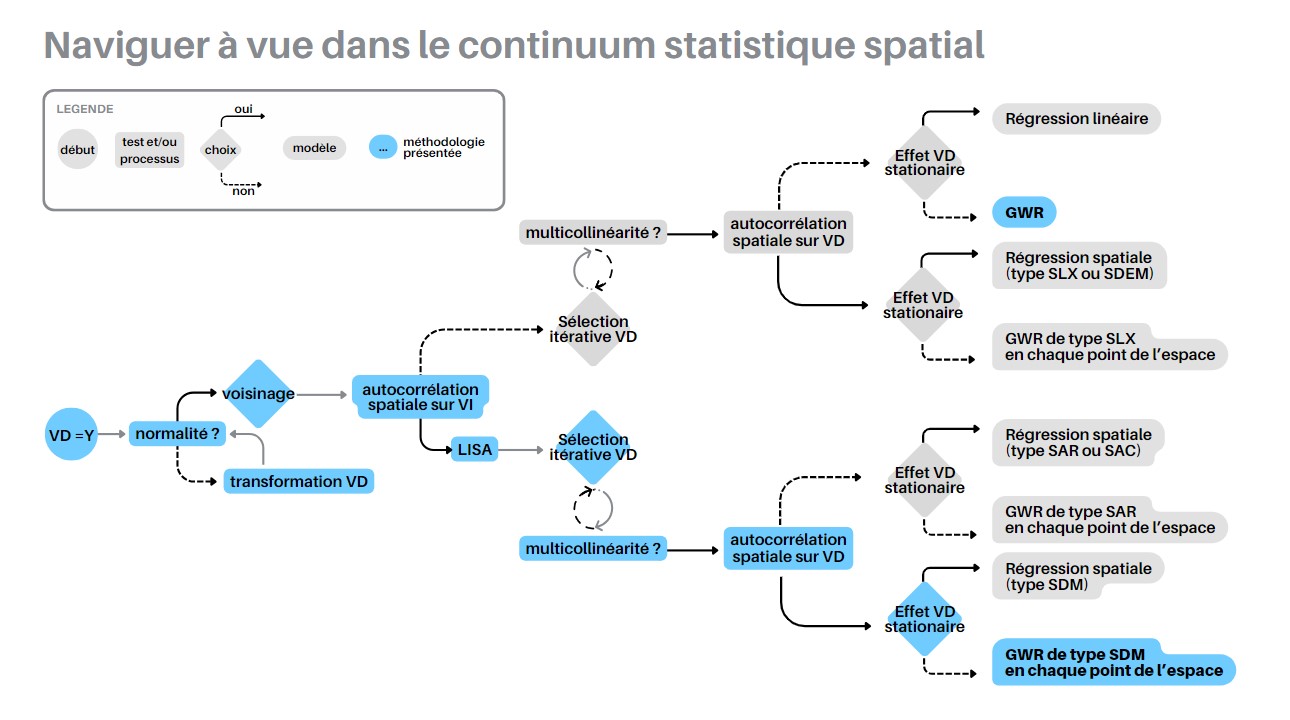 Naviguer à vue dans le continuum statistique spatial
LEGENDE
début
test et/ou
processus
choix
oui
non
modèle
...
méthodologie
présentée
VD =Y
normalité ?
transformation VD
voisinage
autocorrélation
spatiale sur VI
LISA
Sélection
itérative VD
multicollinéarité ?
autocorrélation
spatiale sur VD
Effet VD
stationaire
Régression linéaire
GWR
Effet VD
stationaire
Régression spatiale
(type SLX ou SDEM)
GWR de type SLX
en chaque point de l'espace
Sélection
itérative VD
multicollinéarité ?
autocorrélation
spatiale sur VD
Effet VD
stationaire
Régression spatiale
(type SAR ou SAC)
GWR de type SAR
en chaque point de l'espace
Effet VD
stationaire
Régression spatiale
(type SDM)
GWR de type SDM
en chaque point de l'espace